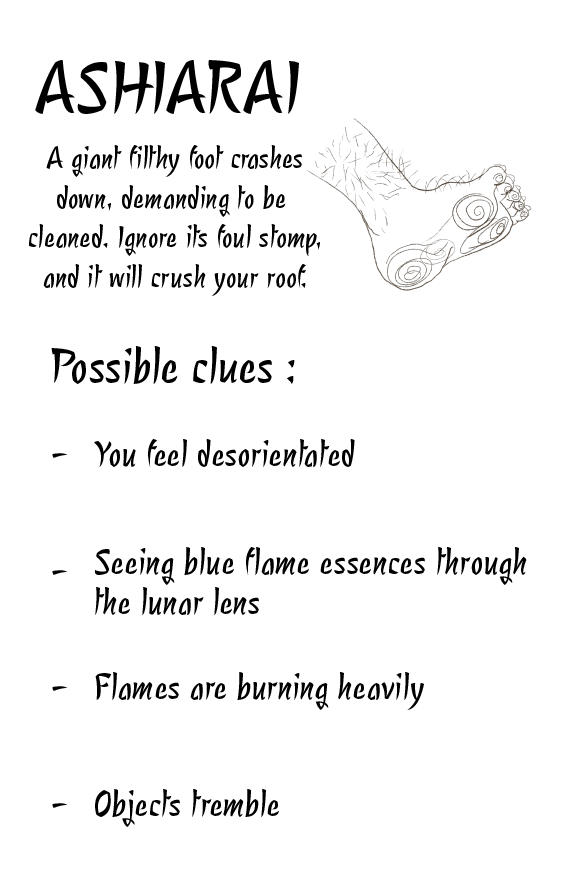 ASHIARAI
A giant filthy foot crashes
down, demanding to be
cleaned. Ignore its foul stomp,
and it will crush your roof.
Possible clues :
- You feel desorientated
- Seeing blue flame essences through
the lunar lens
- Flames are burning heavily
- Objects tremble